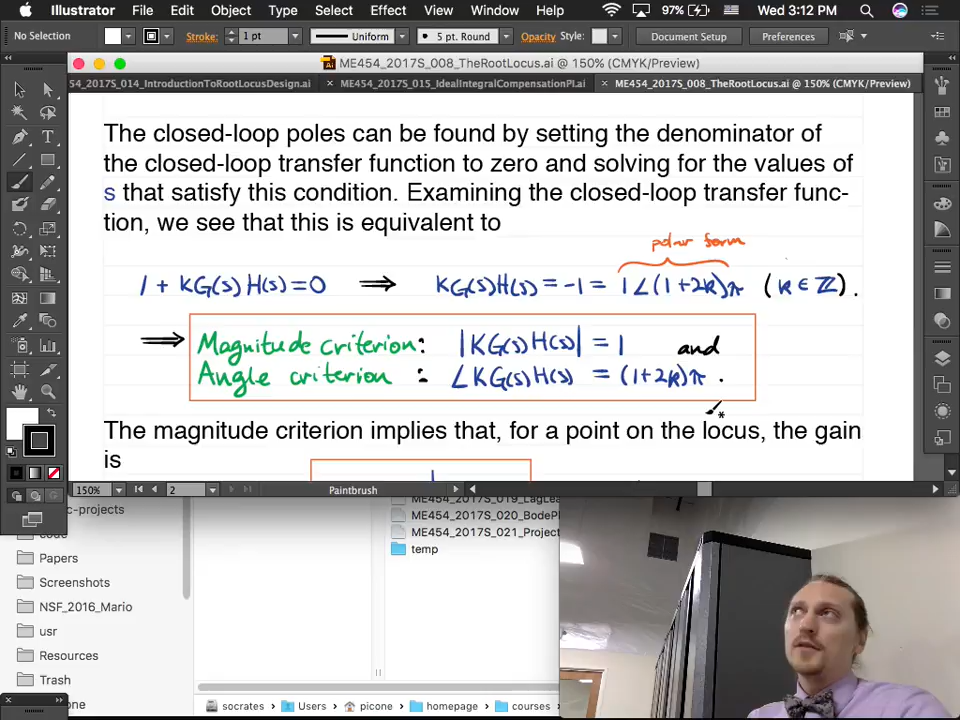 Illustrator File Edit Object Type Select Effect View Window Help 97% Wed 3:12 PM
No Selection Stroke: 1 pt Uniform 5 pt. Round Opacity Style: Document Setup Preferences
ME454_2017S_008_TheRootLocus.ai @ 150% (CMYK/Preview)
54_2017S_014_IntroductionToRootLocusDesign.ai × ME454_2017S_015_IdealIntegralCompensationPI.ai × ME454_2017S_008_TheRootLocus.ai @ 150% (CMYK/Preview)
The closed-loop poles can be found by setting the denominator of
the closed-loop transfer function to zero and solving for the values of
s that satisfy this condition. Examining the closed-loop transfer func-
tion, we see that this is equivalent to
polar form
1 + KG(s)H(s)=0 ⟹ KG(s)H(s) = -1 = 1∠(1+2k)π (k∈ℤ).
⟹ Magnitude criterion: |KG(s)H(s)| = 1 and
Angle criterion : ∠KG(s)H(s) = (1+2k)π.
The magnitude criterion implies that, for a point on the locus, the gain
is
150% 2 Paintbrush
c-projects
code
Papers
Screenshots
NSF_2016_Mario
usr
Resources
Trash
ME454_2017S_019_LagLea
ME454_2017S_020_BodePl
ME454_2017S_021_Project
temp
socrates Users picone homepage courses